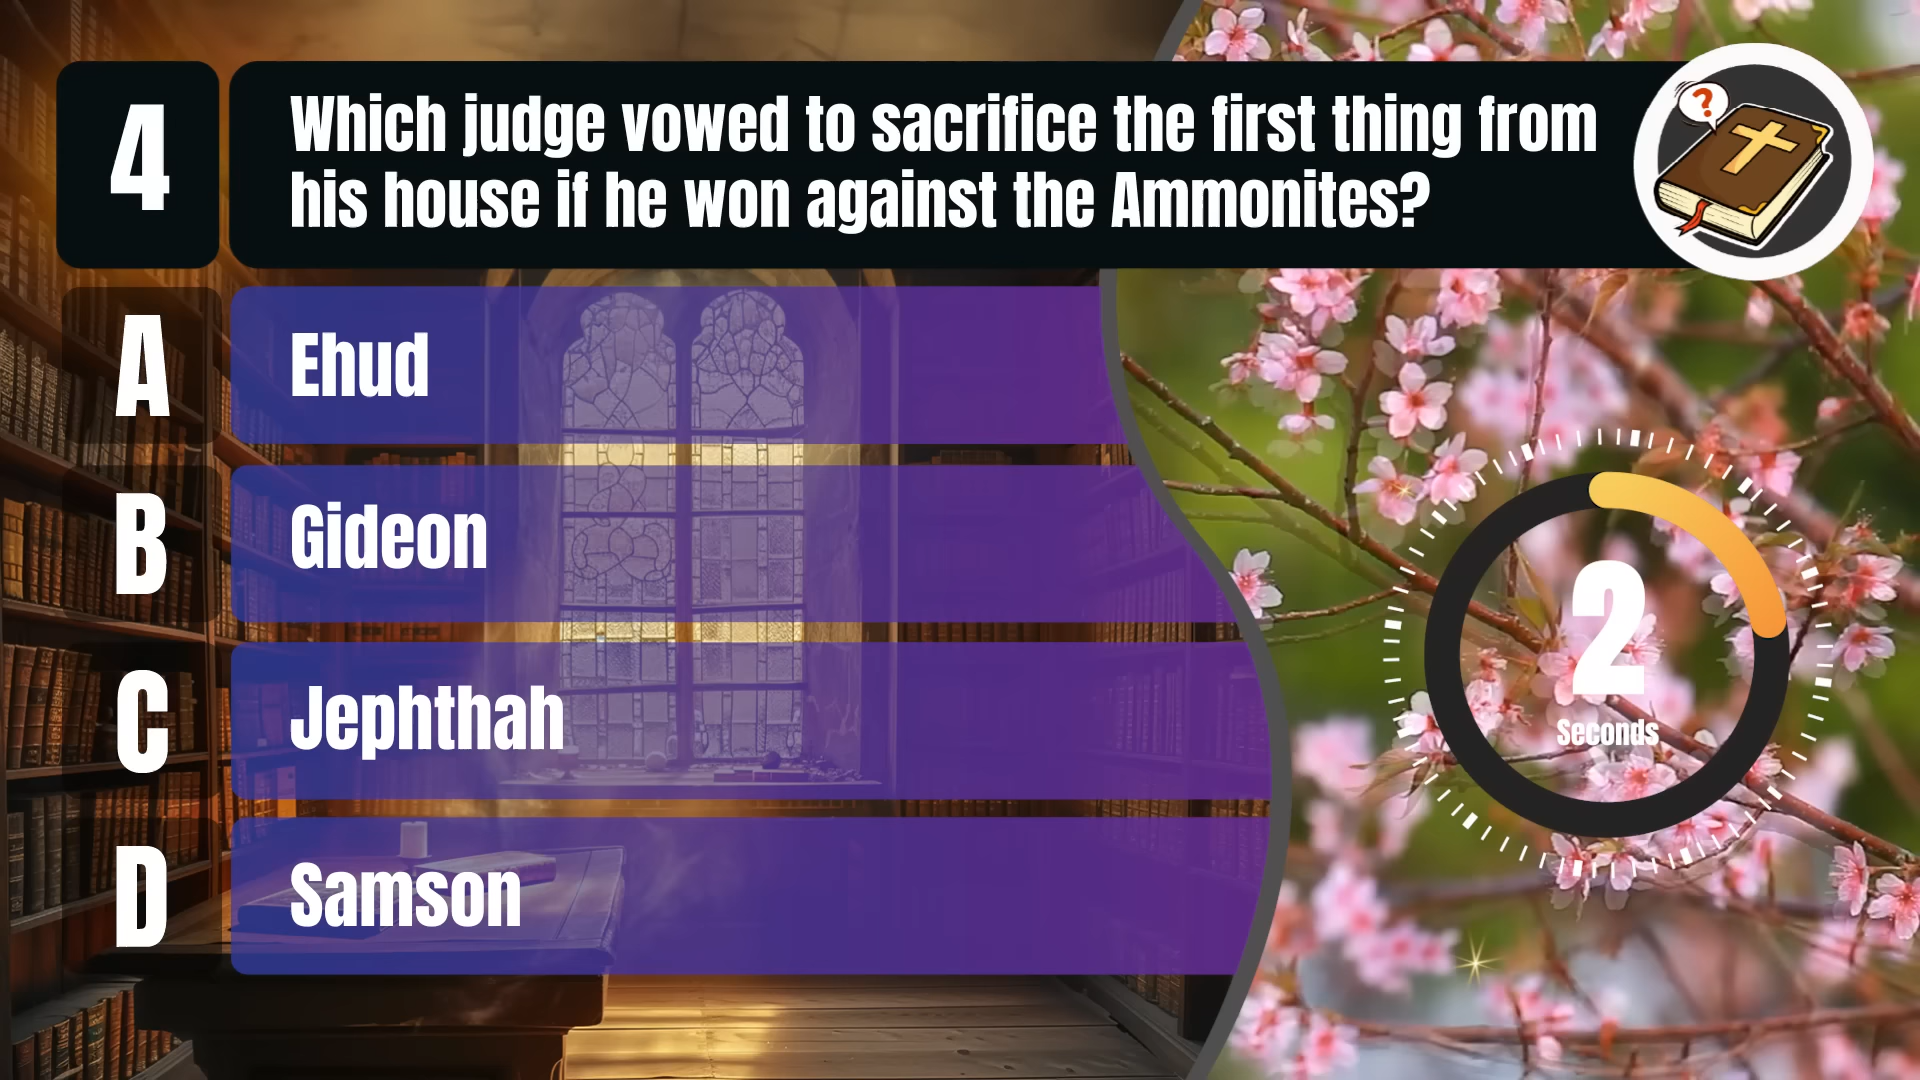 4
Which judge vowed to sacrifice the first thing from
his house if he won against the Ammonites?
?
A
Ehud
B
Gideon
C
Jephthah
D
Samson
2
Seconds